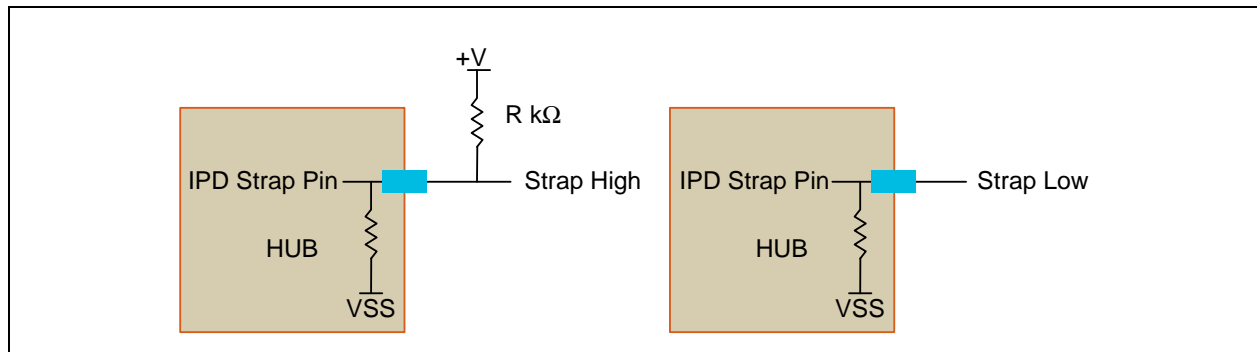 +V
R kΩ
IPD Strap Pin
Strap High
HUB
VSS
IPD Strap Pin
Strap Low
HUB
VSS